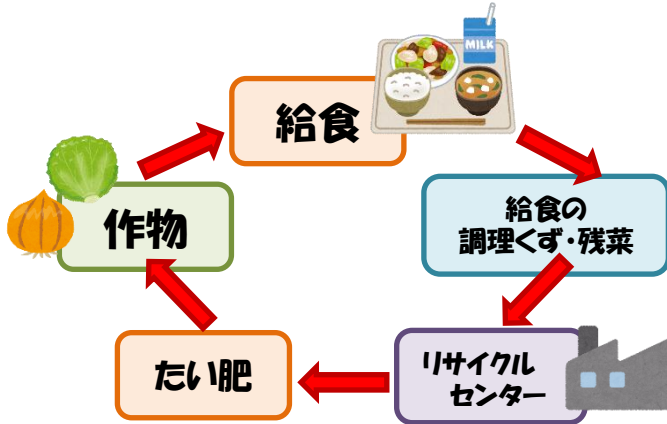 給食
MILK
給食の
調理くず・残菜
リサイクル
センター
たい肥
作物